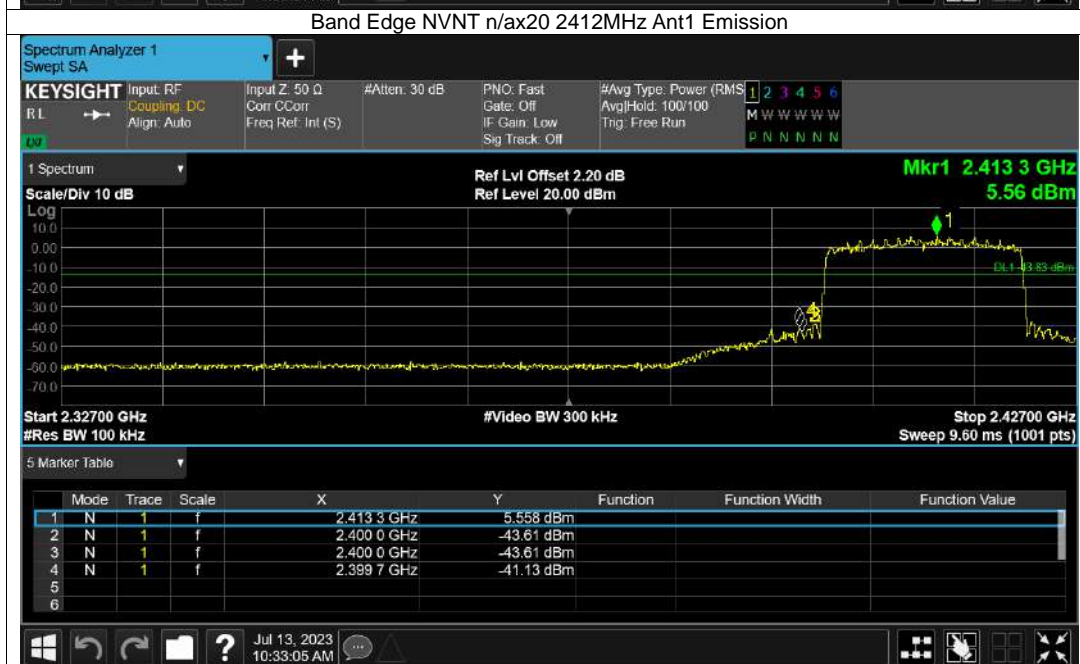 Band Edge NVNT n/ax20 2412MHz Ant1 Emission
Spectrum Analyzer 1
Swept SA
+
KEYSIGHT Input: RF Input Z: 50 Ω #Atten: 30 dB PNO: Fast #Avg Type: Power (RMS 1 2 3 4 5 6
RL Coupling: DC Corr CCorr Gate: Off Avg|Hold: 100/100 M W W W W W
Align: Auto Freq Ref: Int (S) IF Gain: Low Trig: Free Run
Sig Track: Off P N N N N N
1 Spectrum Ref Lvl Offset 2.20 dB Mkr1 2.413 3 GHz
Scale/Div 10 dB Ref Level 20.00 dBm 5.56 dBm
Log
10.0
1
0.00
-10.0
DL1 -13.83 dBm
-20.0
-30.0
-40.0
-50.0
-60.0
-70.0
Start 2.32700 GHz #Video BW 300 kHz Stop 2.42700 GHz
#Res BW 100 kHz Sweep 9.60 ms (1001 pts)
5 Marker Table
Mode Trace Scale X Y Function Function Width Function Value
1 N 1 f 2.413 3 GHz 5.558 dBm
2 N 1 f 2.400 0 GHz -43.61 dBm
3 N 1 f 2.400 0 GHz -43.61 dBm
4 N 1 f 2.399 7 GHz -41.13 dBm
5
6
? Jul 13, 2023
10:33:05 AM